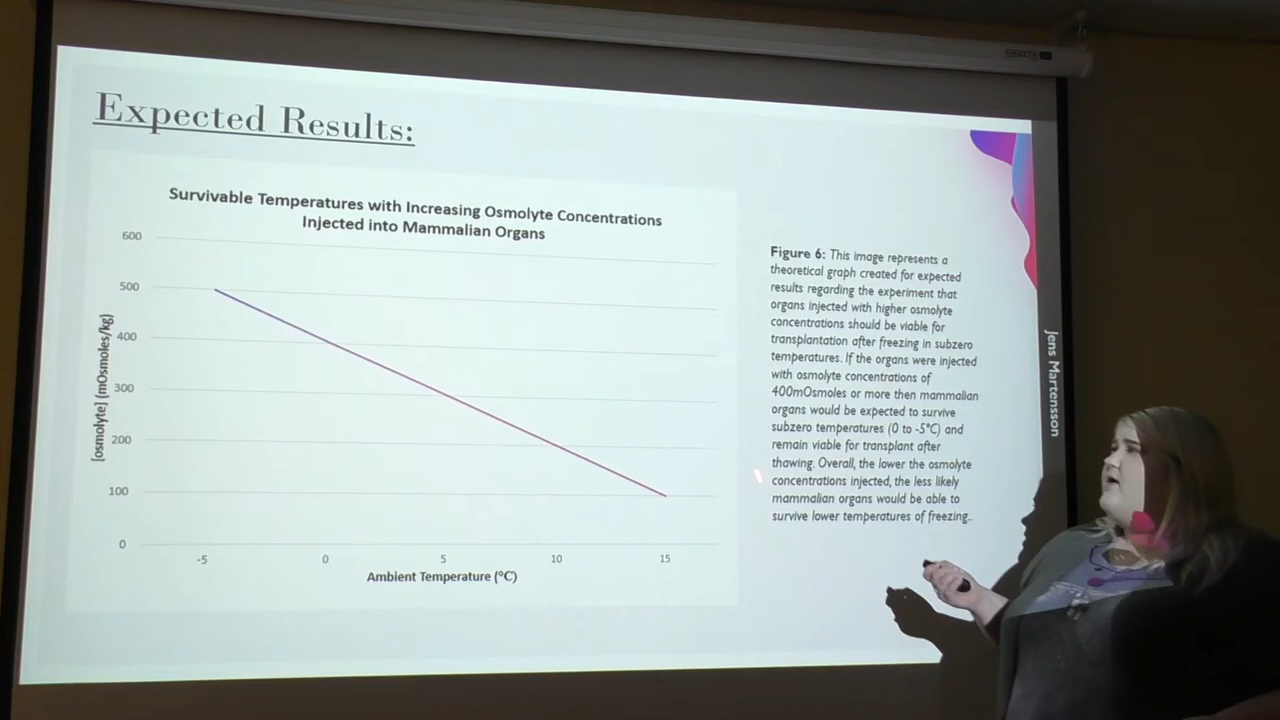 Expected Results:
Survivable Temperatures with Increasing Osmolyte Concentrations
Injected into Mammalian Organs
600
500
400
300
200
100
0
[osmolyte] (mOsmoles/kg)
-5
0
5
10
15
Ambient Temperature (°C)
Figure 6: This image represents a
theoretical graph created for expected
results regarding the experiment that
organs injected with higher osmolyte
concentrations should be viable for
transplantation after freezing in subzero
temperatures. If the organs were injected
with osmolyte concentrations of
400mOsmoles or more then mammalian
organs would be expected to survive
subzero temperatures (0 to -5°C) and
remain viable for transplant after
thawing. Overall, the lower the osmolyte
concentrations injected, the less likely
mammalian organs would be able to
survive lower temperatures of freezing..
Jens Martensson